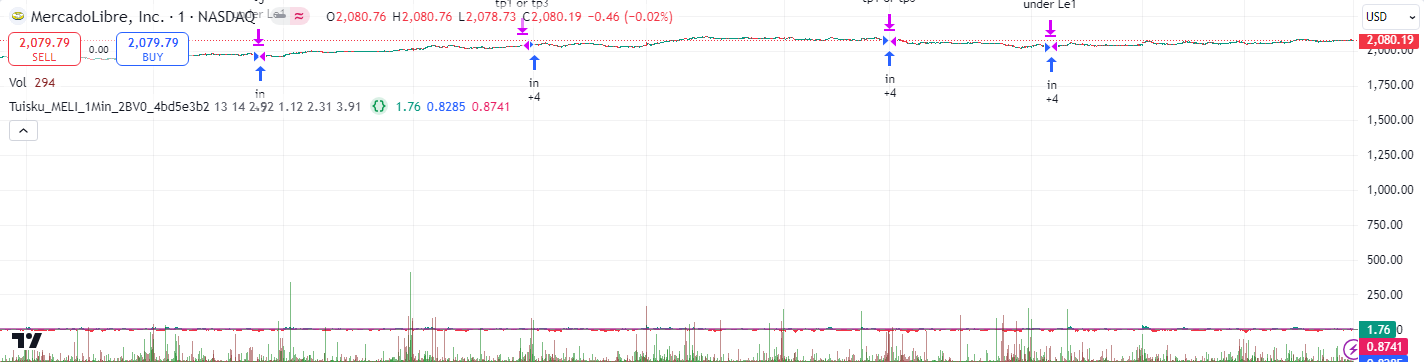 MercadoLibre, Inc. · 1 · NASDAQ
O2,080.76 H2,080.76 L2,078.73 C2,080.19 −0.46 (−0.02%)
tp1 or tp3
under Le1
under Le1
USD
2,079.79
SELL
0.00
2,079.79
BUY
2,080.19
2,000.00
Vol 294
in
+4
in
+4
in
+4
in
1,750.00
Tuisku_MELI_1Min_2BV0_4bd5e3b2 13 14 2.92 1.12 2.31 3.91 {} 1.76 0.8285 0.8741
1,500.00
1,250.00
1,000.00
750.00
500.00
250.00
1.76
0.8741